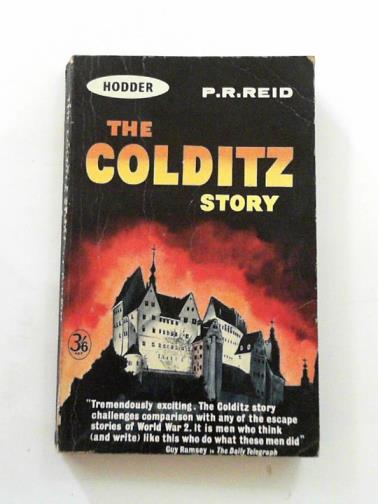 HODDER
P.R.REID
THE
COLDITZ
STORY
3/6
NET
"Tremendously exciting. The Colditz story
challenges comparison with any of the escape
stories of World War 2. It is men who think
(and write) like this who do what these men did"
Guy Ramsey in The Daily Telegraph